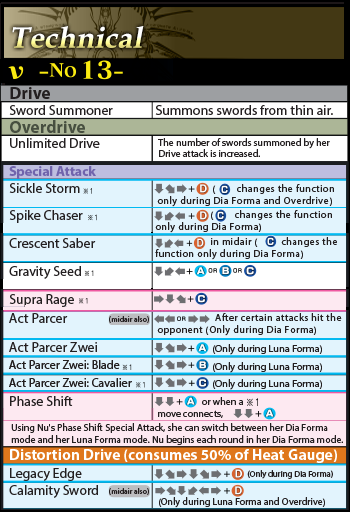 Technical
ν -No 13-
Drive
Sword Summoner Summons swords from thin air.
Overdrive
Unlimited Drive The number of swords summoned by her
Drive attack is increased.
Special Attack
Sickle Storm ※1 ⬇⬊➡+D (C changes the function
only during Dia Forma and Overdrive)
Spike Chaser ※1 ⬇⬋⬅+D (C changes the function
only during Dia Forma)
Crescent Saber ⬇⬋⬅+D in midair (C changes the
function only during Dia Forma)
Gravity Seed ※1 ⬇⬋⬅+A OR B OR C
Supra Rage ※1 ➡⬇⬊+C
Act Parcer (midair also) ⬅⬅ OR ➡➡ After certain attacks hit the
opponent (Only during Dia Forma)
Act Parcer Zwei ⬇⬊➡+A (Only during Luna Forma)
Act Parcer Zwei: Blade ※1 ⬇⬊➡+B (Only during Luna Forma)
Act Parcer Zwei: Cavalier ※1 ⬇⬊➡+C (Only during Luna Forma)
Phase Shift ⬇⬇+A or when a ※1
move connects, ⬇⬇+A
Using Nu's Phase Shift Special Attack, she can switch between her Dia Forma
mode and her Luna Forma mode. Nu begins each round in her Dia Forma mode.
Distortion Drive (consumes 50% of Heat Gauge)
Legacy Edge ⬇⬊➡⬇⬊➡+D (Only during Dia Forma)
Calamity Sword (midair also) ➡⬊⬇⬋⬅➡+D
(Only during Luna Forma and Overdrive)